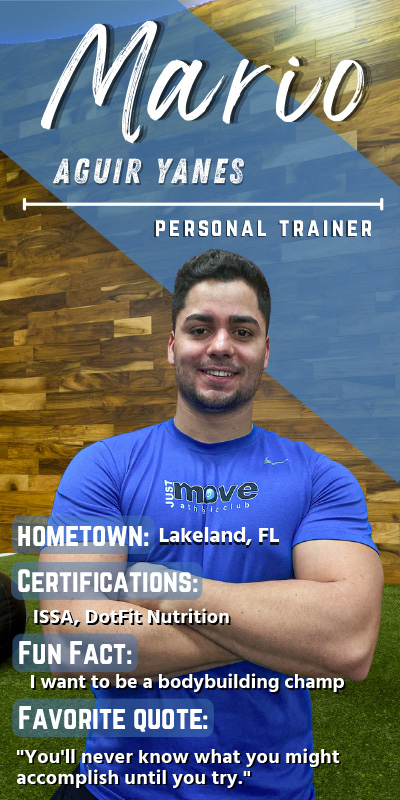 Mario
AGUIR YANES
PERSONAL TRAINER
JUST move
athletic club
HOMETOWN: Lakeland, FL
CERTIFICATIONS:
ISSA, DotFit Nutrition
FUN FACT:
I want to be a bodybuilding champ
FAVORITE QUOTE:
"You'll never know what you might
accomplish until you try."